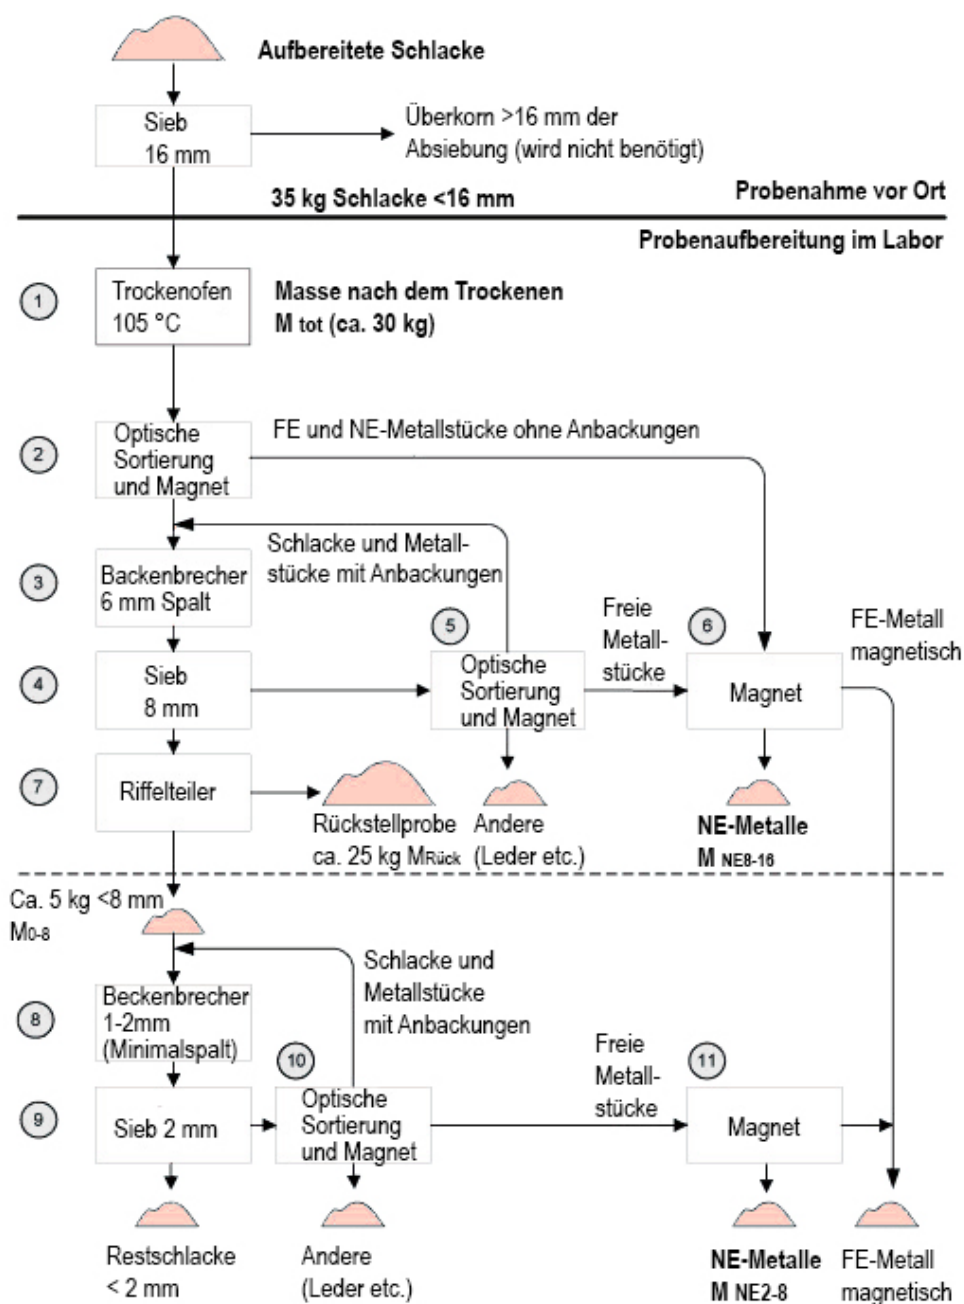 Aufbereitete Schlacke
Sieb
16 mm
Überkorn >16 mm der
Absiebung (wird nicht benötigt)
35 kg Schlacke <16 mm
Probenahme vor Ort
Probenaufbereitung im Labor
1
Trockenofen
105 °C
Masse nach dem Trockenen
M tot (ca. 30 kg)
2
Optische
Sortierung
und Magnet
FE und NE-Metallstücke ohne Anbackungen
Schlacke und Metall-
stücke mit Anbackungen
3
Backenbrecher
6 mm Spalt
4
Sieb
8 mm
5
Optische
Sortierung
und Magnet
Freie
Metall-
stücke
6
Magnet
FE-Metall
magnetisch
7
Riffelteiler
Rückstellprobe
ca. 25 kg MRück
Andere
(Leder etc.)
NE-Metalle
M NE8-16
Ca. 5 kg <8 mm
M0-8
Schlacke und
Metallstücke
mit Anbackungen
8
Beckenbrecher
1-2mm
(Minimalspalt)
9
Sieb 2 mm
10
Optische
Sortierung
und Magnet
Freie
Metall-
stücke
11
Magnet
Restschlacke
< 2 mm
Andere
(Leder etc.)
NE-Metalle
M NE2-8
FE-Metall
magnetisch